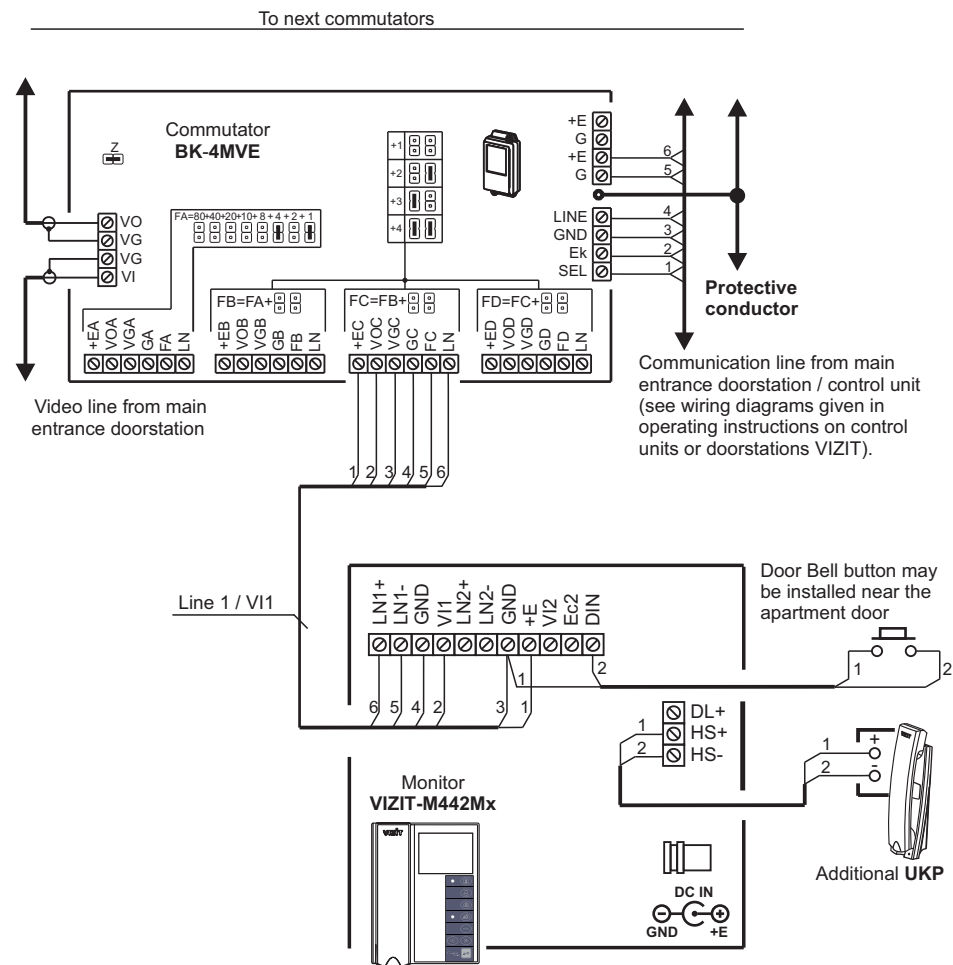 To next commutators
Commutator
BK-4MVE
Z
+1
+2
+3
+4
+E
G
+E
G
6
5
LINE
GND
Ek
SEL
4
3
2
1
VO
VG
VG
VI
FA=80+40+20+10+ 8 + 4 + 2 + 1
FB=FA+
FC=FB+
FD=FC+
+EA
VOA
VGA
GA
FA
LN
+EB
VOB
VGB
GB
FB
LN
+EC
VOC
VGC
GC
FC
LN
+ED
VOD
VGD
GD
FD
LN
Protective
conductor
Video line from main
entrance doorstation
Communication line from main
entrance doorstation / control unit
(see wiring diagrams given in
operating instructions on control
units or doorstations VIZIT).
1 2 3 4 5 6
Line 1 / VI1
LN1+
LN1-
GND
VI1
LN2+
LN2-
GND
+E
VI2
Ec2
DIN
6 5 4 2 3 1
1
2
Door Bell button may
be installed near the
apartment door
1
2
DL+
HS+
HS-
1
2
1
2
+
-
Additional UKP
Monitor
VIZIT-M442Mx
VIZIT
DC IN
GND
+E